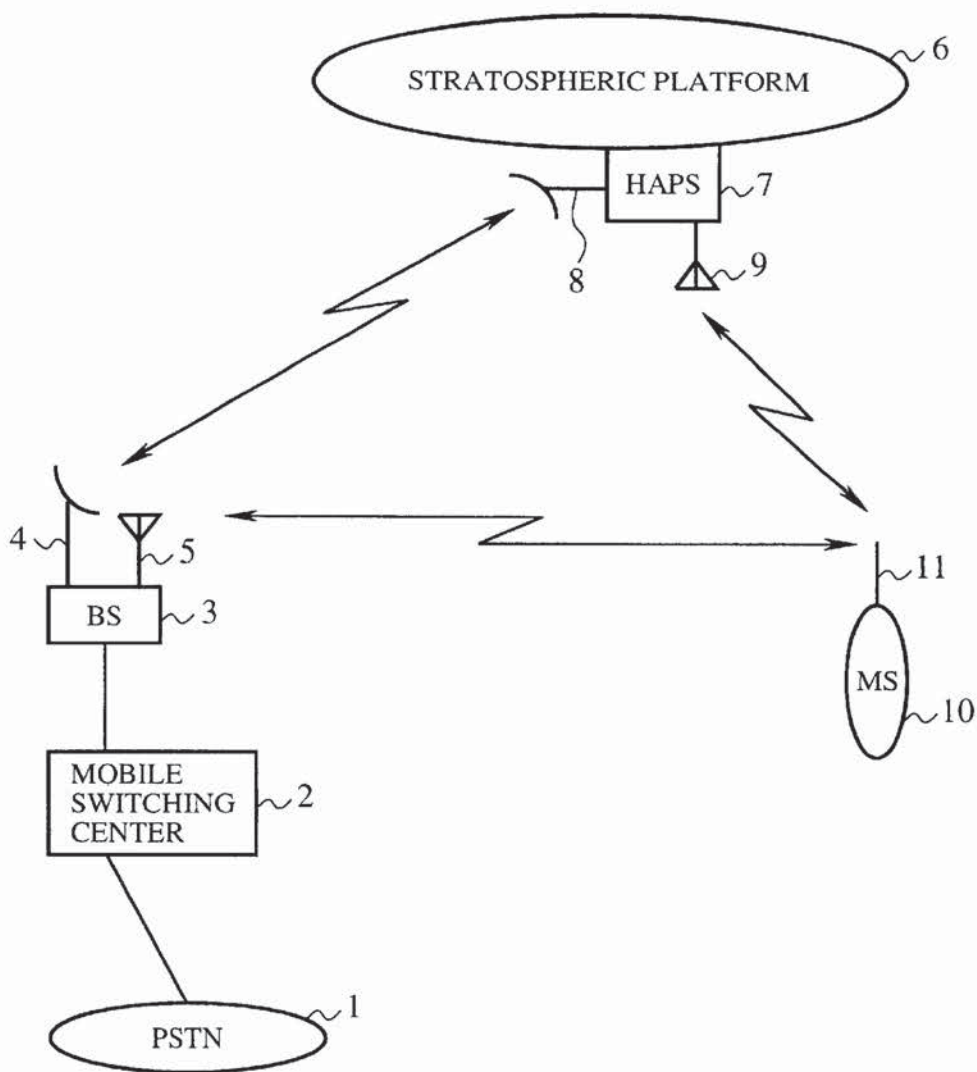 STRATOSPHERIC PLATFORM
6
HAPS
7
8
9
4
5
BS
3
11
MS
10
MOBILE
SWITCHING
CENTER
2
PSTN
1